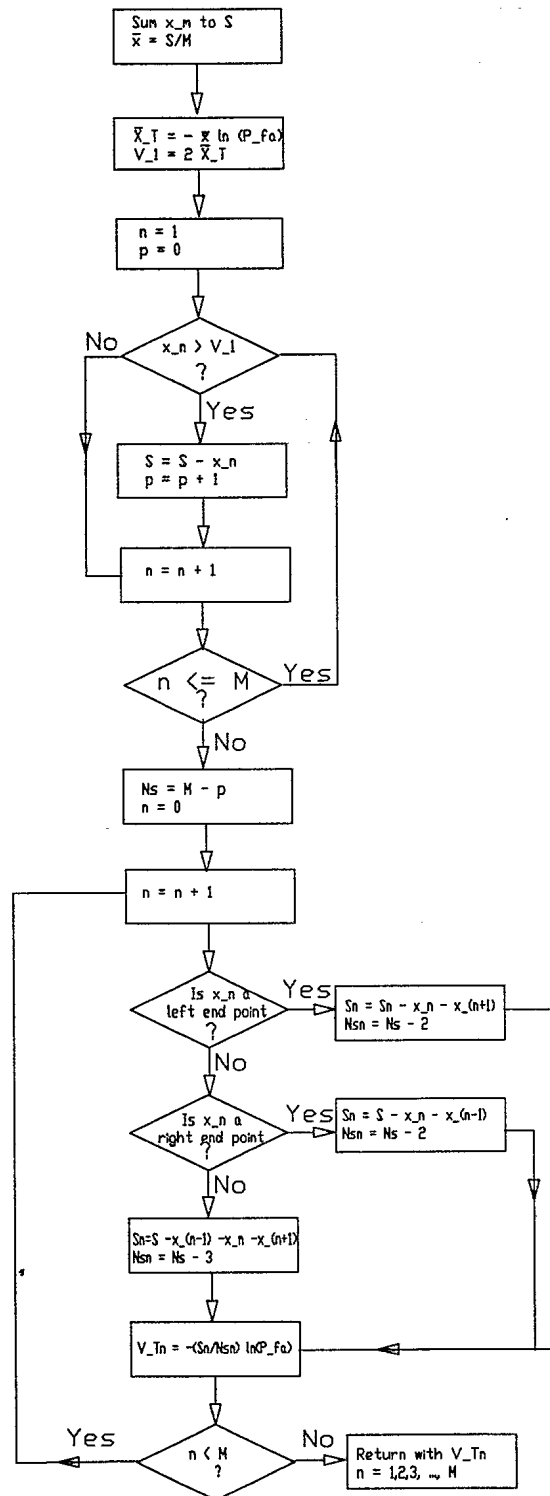 Sum x_m to S
x̅ = S/M
X̅_T = - x̅ ln (P_fa)
V_1 = 2 X̅_T
n = 1
p = 0
No
x_n > V_1
?
Yes
S = S - x_n
p = p + 1
n = n + 1
n <= M
?
Yes
No
Ns = M - p
n = 0
n = n + 1
Is x_n a
left end point
?
Yes
Sn = Sn - x_n - x_(n+1)
Nsn = Ns - 2
No
Is x_n a
right end point
?
Yes
Sn = S - x_n - x_(n-1)
Nsn = Ns - 2
No
Sn=S -x_(n-1) -x_n -x_(n+1)
Nsn = Ns - 3
V_Tn = -(Sn/Nsn) ln(P_fa)
Yes
n < M
?
No
Return with V_Tn
n = 1,2,3, ..., M